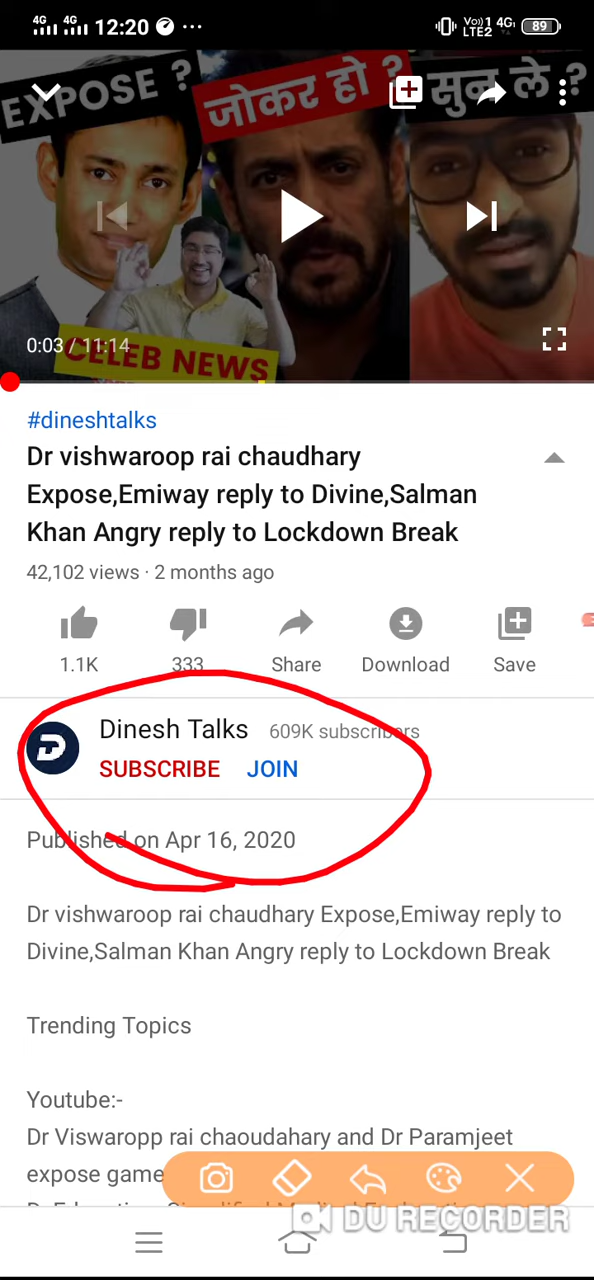 4G 4G 12:20 ... Vo) 1 4G LTE2 89
EXPOSE ? जोकर हो ? सुन ले ?
0:03 / 11:14
CELEB NEWS
#dineshtalks
Dr vishwaroop rai chaudhary
Expose,Emiway reply to Divine,Salman
Khan Angry reply to Lockdown Break
42,102 views · 2 months ago
1.1K 333 Share Download Save
Dinesh Talks 609K subscribers
SUBSCRIBE JOIN
Published on Apr 16, 2020
Dr vishwaroop rai chaudhary Expose,Emiway reply to
Divine,Salman Khan Angry reply to Lockdown Break
Trending Topics
Youtube:-
Dr Viswaropp rai chaoudahary and Dr Paramjeet
expose game
DU RECORDER